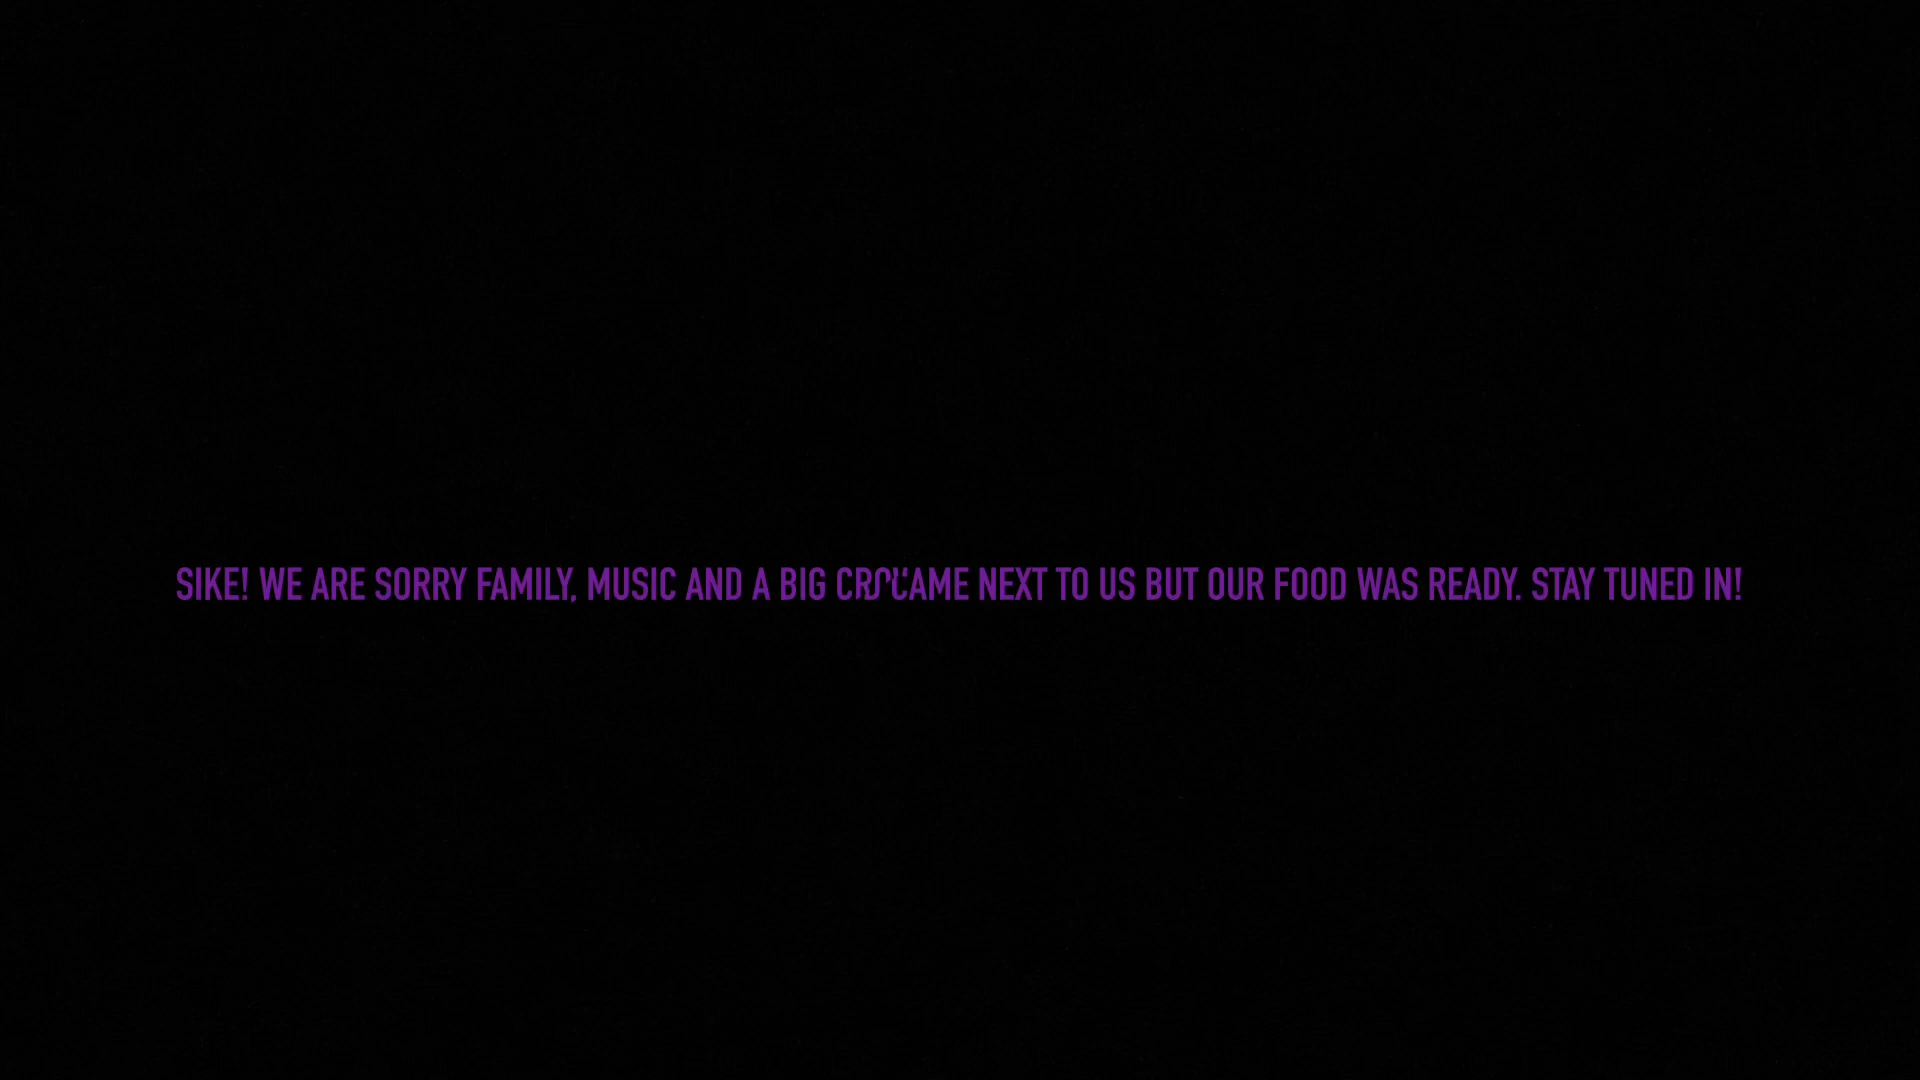 SIKE! WE ARE SORRY FAMILY, MUSIC AND A BIG CAME NEXT TO US BUT OUR FOOD WAS READY. STAY TUNED IN!